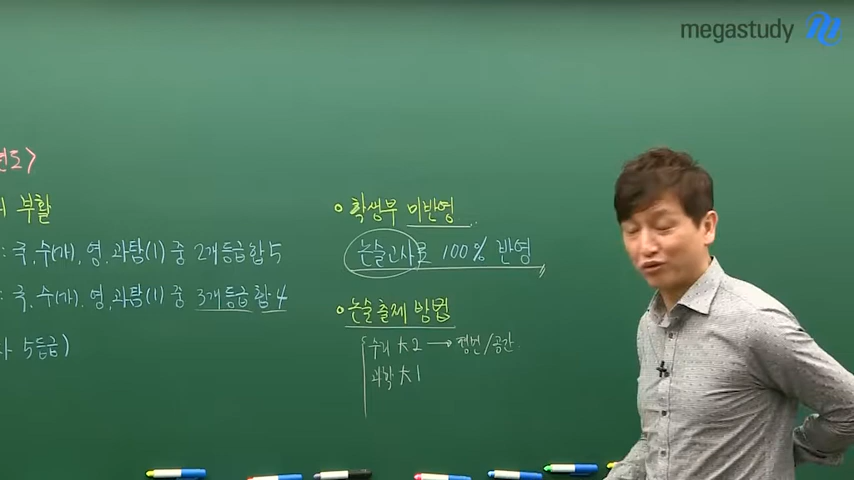 megastudy
변도>
부활
: 국.수(가).영.과탐(1) 중 2개등급합5
: 국.수(가).영.과탐(1) 중 3개등급합4
5등급)
• 학생부 미반영
논술고사로 100% 반영
• 논술출제 방법
수리 大2 → 평면/공간
과학 大1